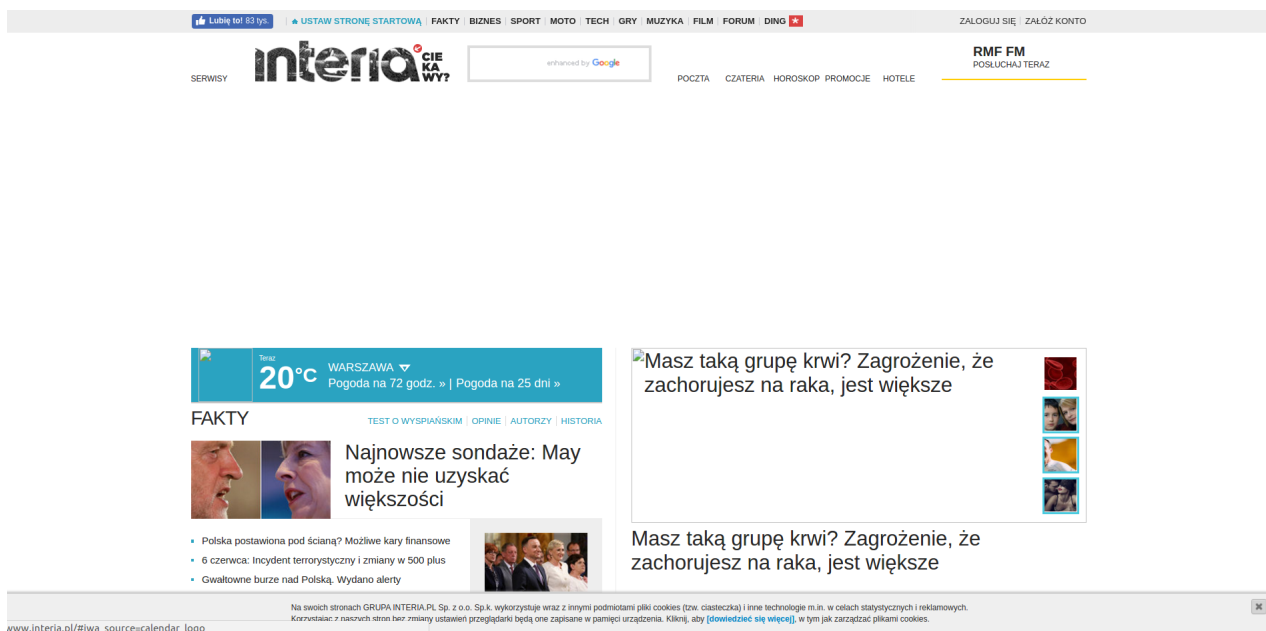 Lubię to! 83 tys. USTAW STRONĘ STARTOWĄ FAKTY BIZNES SPORT MOTO TECH GRY MUZYKA FILM FORUM DING ZALOGUJ SIĘ ZAŁÓŻ KONTO
SERWISY
interia CIE
KA
WY?
enhanced by Google
POCZTA CZATERIA HOROSKOP PROMOCJE HOTELE
RMF FM
POSŁUCHAJ TERAZ
Teraz
20°C
WARSZAWA
Pogoda na 72 godz. » | Pogoda na 25 dni »
FAKTY
TEST O WYSPIAŃSKIM OPINIE AUTORZY HISTORIA
Najnowsze sondaże: May
może nie uzyskać
większości
Polska postawiona pod ścianą? Możliwe kary finansowe
6 czerwca: Incydent terrorystyczny i zmiany w 500 plus
Gwałtowne burze nad Polską. Wydano alerty
Masz taką grupę krwi? Zagrożenie, że
zachorujesz na raka, jest większe
Masz taką grupę krwi? Zagrożenie, że
zachorujesz na raka, jest większe
Na swoich stronach GRUPA INTERIA.PL Sp. z o.o. Sp.k. wykorzystuje wraz z innymi podmiotami pliki cookies (tzw. ciasteczka) i inne technologie m.in. w celach statystycznych i reklamowych.
Korzystając z naszych stron bez zmiany ustawień przeglądarki będą one zapisane w pamięci urządzenia. Kliknij, aby [dowiedzieć się więcej], w tym jak zarządzać plikami cookies.
www.interia.pl/#iwa_source=calendar_logo